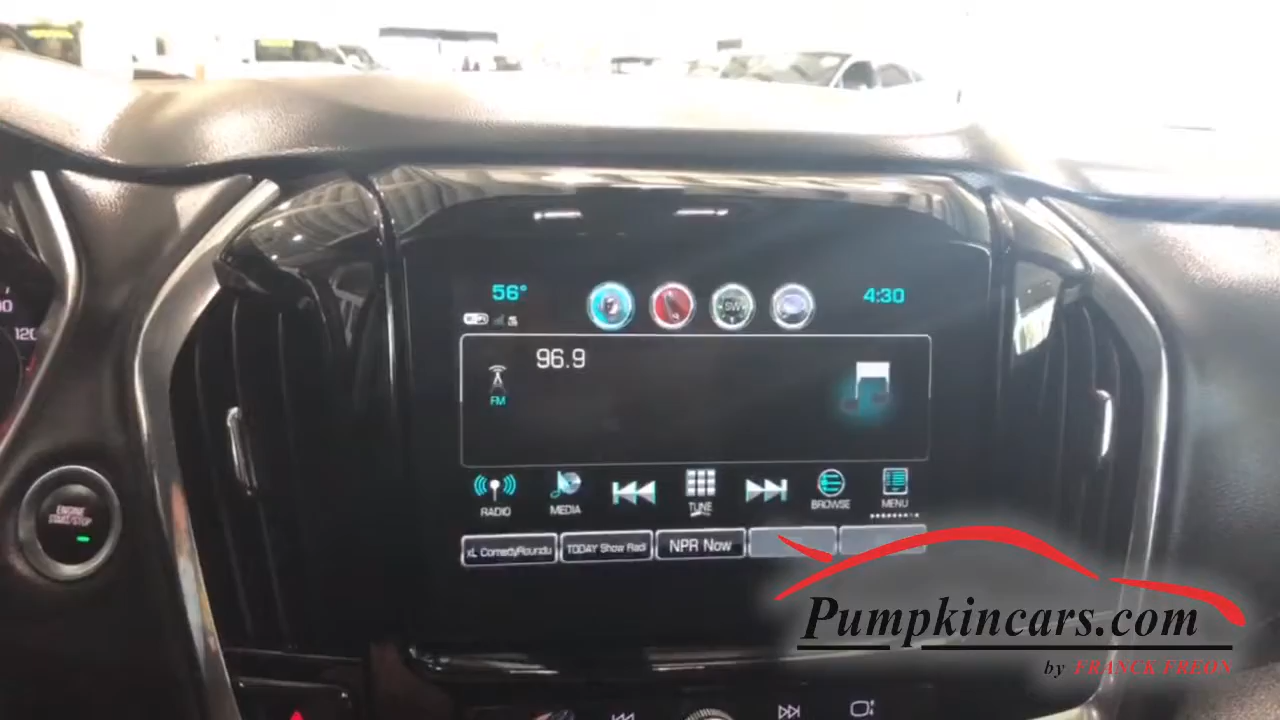 56°
4:30
96.9
FM
120
ENGINE
START/STOP
RADIO
MEDIA
TUNE
BROWSE
MENU
xL ComedyRoundu
TODAY Show Radi
NPR Now
Pumpkincars.com
by FRANCK FREON